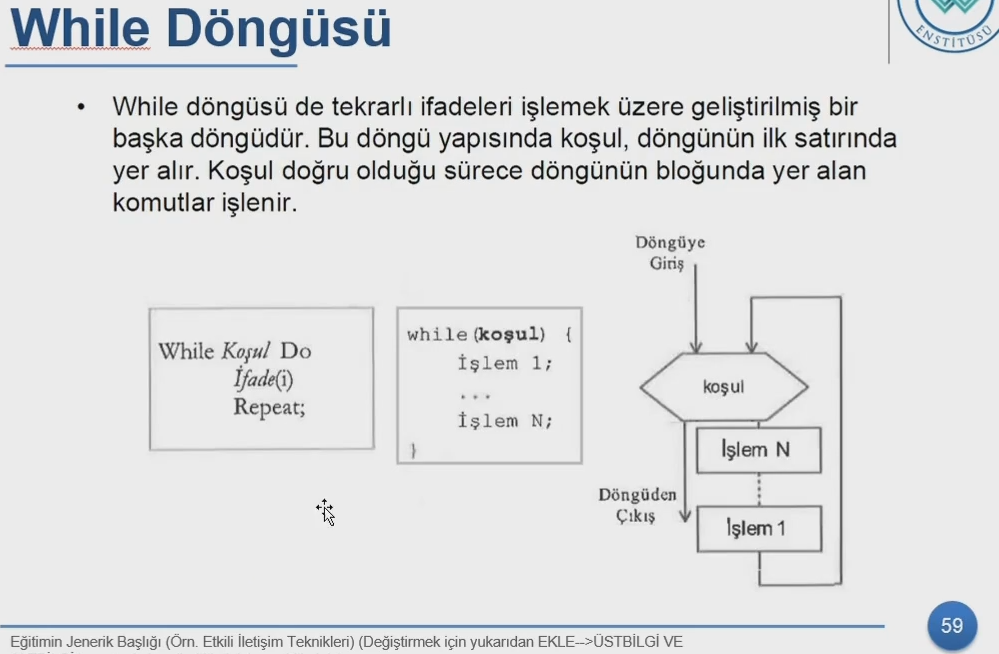 While Döngüsü
ENSTİTÜSÜ
• While döngüsü de tekrarlı ifadeleri işlemek üzere geliştirilmiş bir
başka döngüdür. Bu döngü yapısında koşul, döngünün ilk satırında
yer alır. Koşul doğru olduğu sürece döngünün bloğunda yer alan
komutlar işlenir.
While Koşul Do
İfade(i)
Repeat;
while (koşul) {
İşlem 1;
...
İşlem N;
}
Döngüye
Giriş
koşul
İşlem N
Döngüden
Çıkış
İşlem 1
59
Eğitimin Jenerik Başlığı (Örn. Etkili İletişim Teknikleri) (Değiştirmek için yukarıdan EKLE-->ÜSTBİLGİ VE